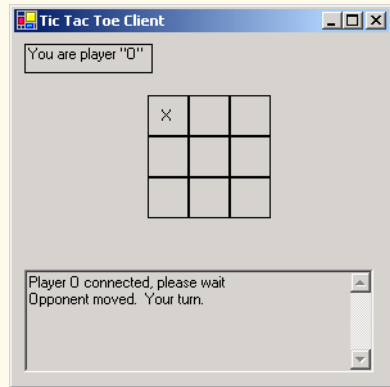 Tic Tac Toe Client
You are player "O"
X
Player O connected, please wait
Opponent moved. Your turn.